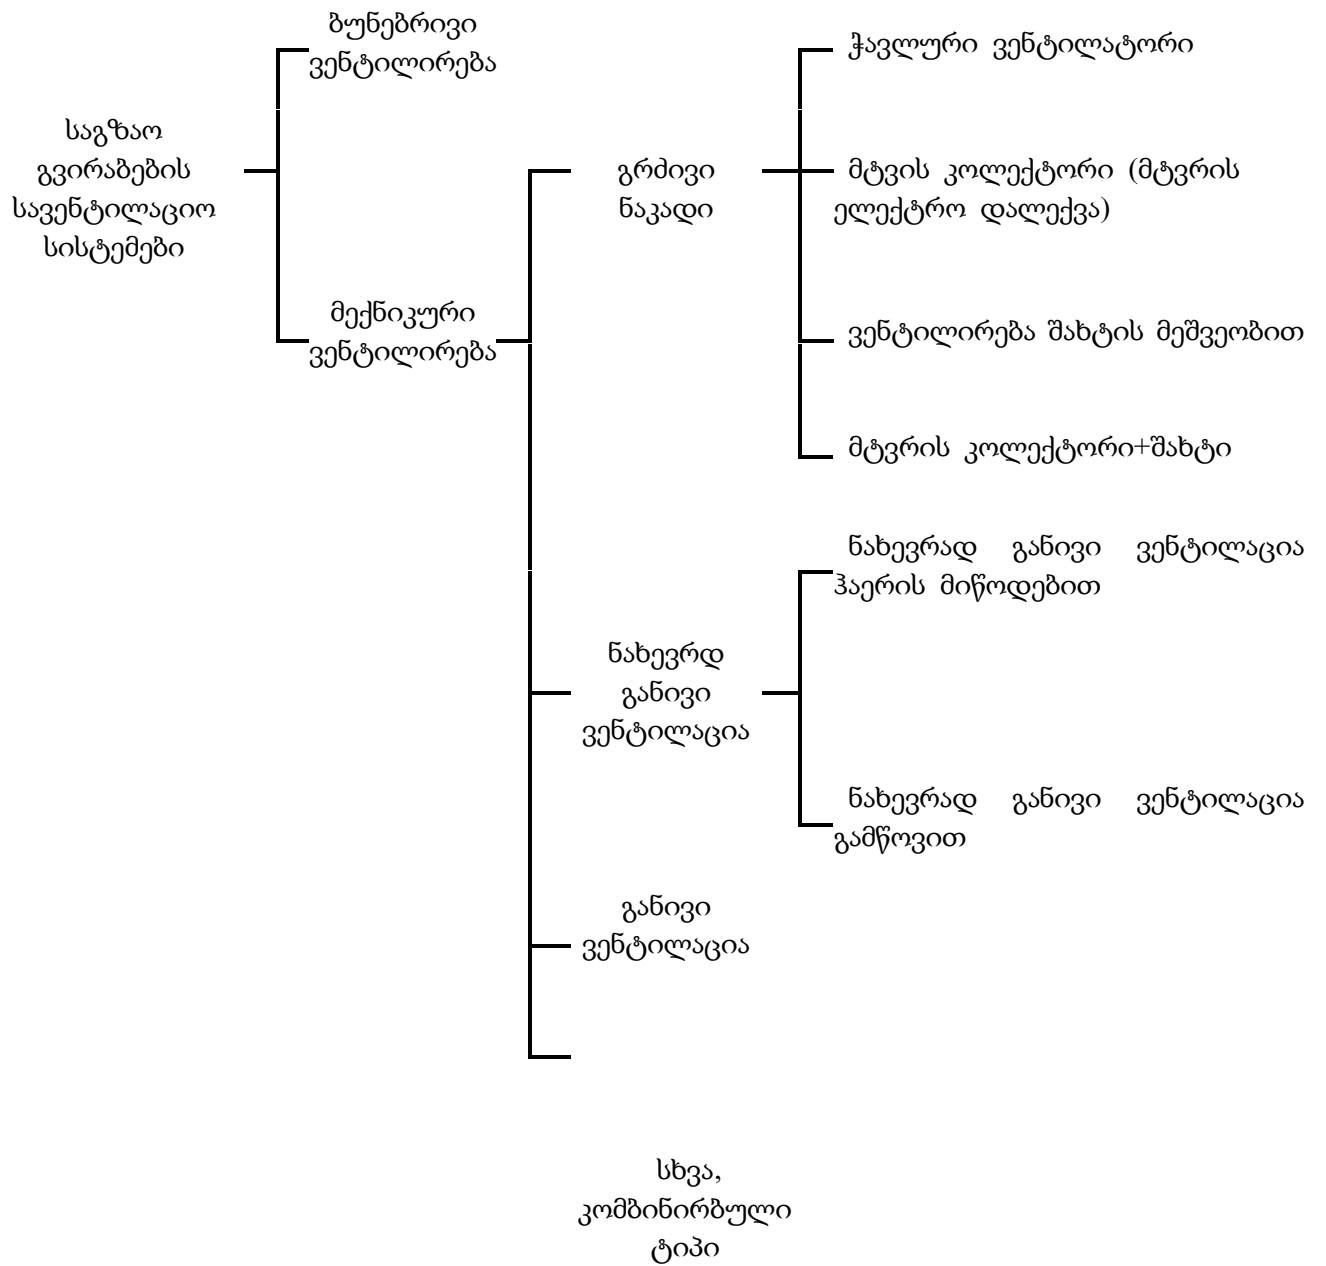 ბუნებრივი
ვენტილირება
საგზაო
გვირაბების
სავენტილაციო
სისტემები
მექნიკური
ვენტილირება
გრძივი
ნაკადი
ჭავლური ვენტილატორი
მტვის კოლექტორი (მტვრის
ელექტრო დალექვა)
ვენტილირება შახტის მეშვეობით
მტვრის კოლექტორი+შახტი
ნახევრდ
განივი
ვენტილაცია
ნახევრად განივი ვენტილაცია
ჰაერის მიწოდებით
ნახევრად განივი ვენტილაცია
გამწოვით
განივი
ვენტილაცია
სხვა,
კომბინირბული
ტიპი